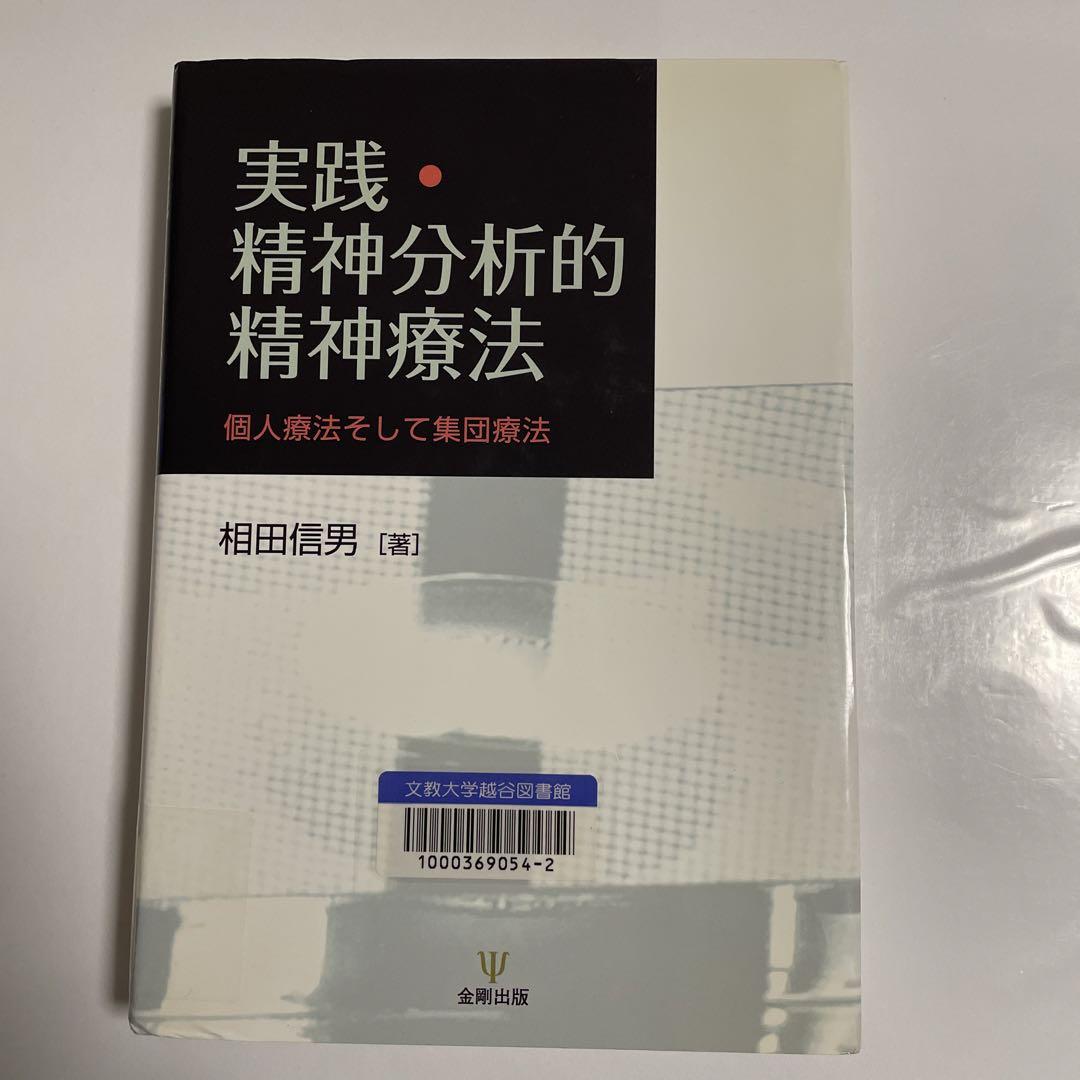 実践・
精神分析的
精神療法
個人療法そして集団療法
相田信男 [著]
文教大学越谷図書館
1000369054-2
Ψ
金剛出版